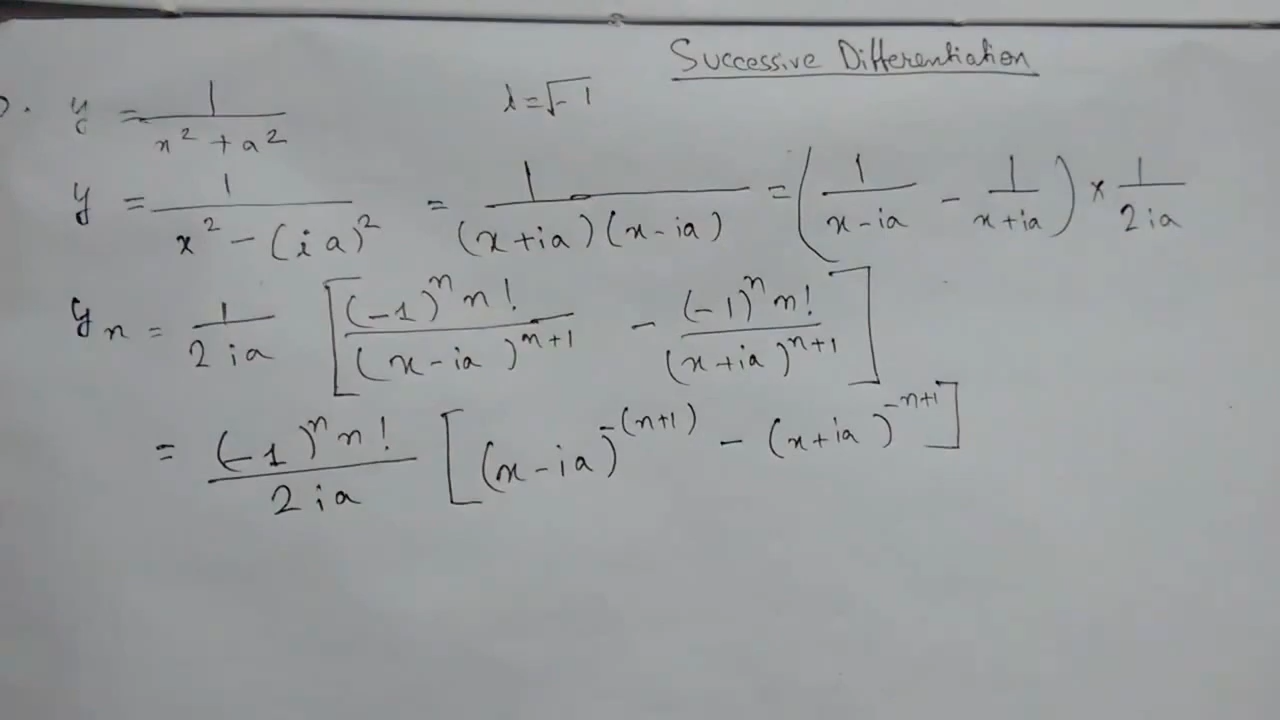 Successive Differentiation
y = 1/(x² + a²)    i = √-1
y = 1/(x² - (ia)²) = 1/((x+ia)(x-ia)) = (1/(x-ia) - 1/(x+ia)) × 1/(2ia)
yₙ = 1/(2ia) [(-1)ⁿ n!/(x-ia)ⁿ⁺¹ - (-1)ⁿ n!/(x+ia)ⁿ⁺¹]
= (-1)ⁿ n!/(2ia) [(x-ia)^-(n+1) - (x+ia)^-n+1]